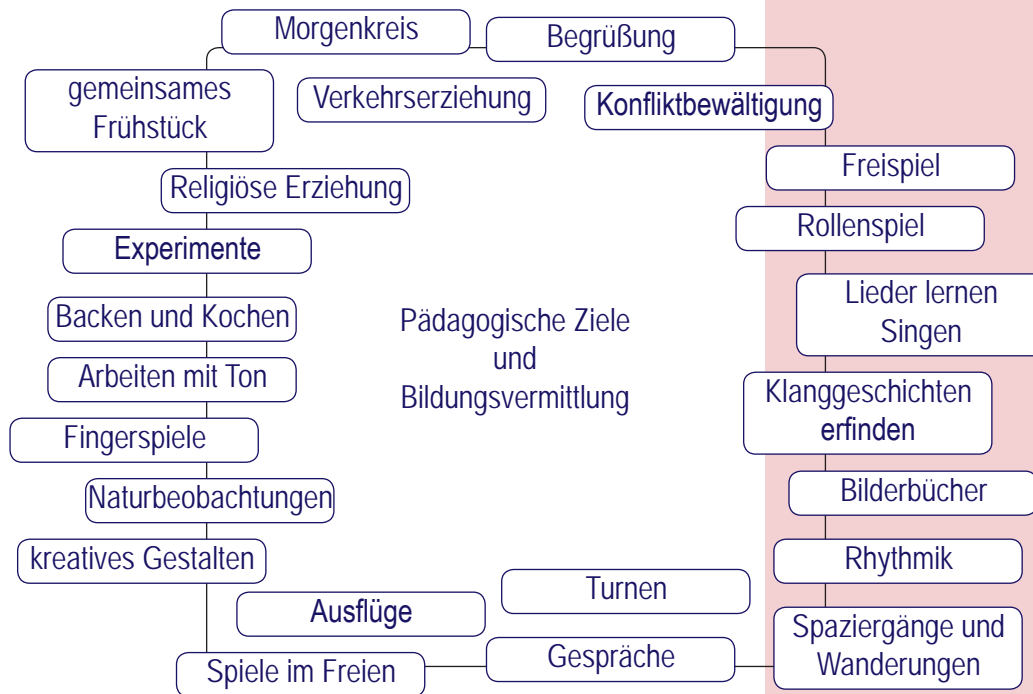 Morgenkreis
Begrüßung
gemeinsames
Frühstück
Verkehrserziehung
Konfliktbewältigung
Freispiel
Religiöse Erziehung
Rollenspiel
Experimente
Lieder lernen
Singen
Backen und Kochen
Pädagogische Ziele
und
Bildungsvermittlung
Arbeiten mit Ton
Klanggeschichten
erfinden
Fingerspiele
Naturbeobachtungen
Bilderbücher
kreatives Gestalten
Rhythmik
Turnen
Ausflüge
Spaziergänge und
Wanderungen
Gespräche
Spiele im Freien